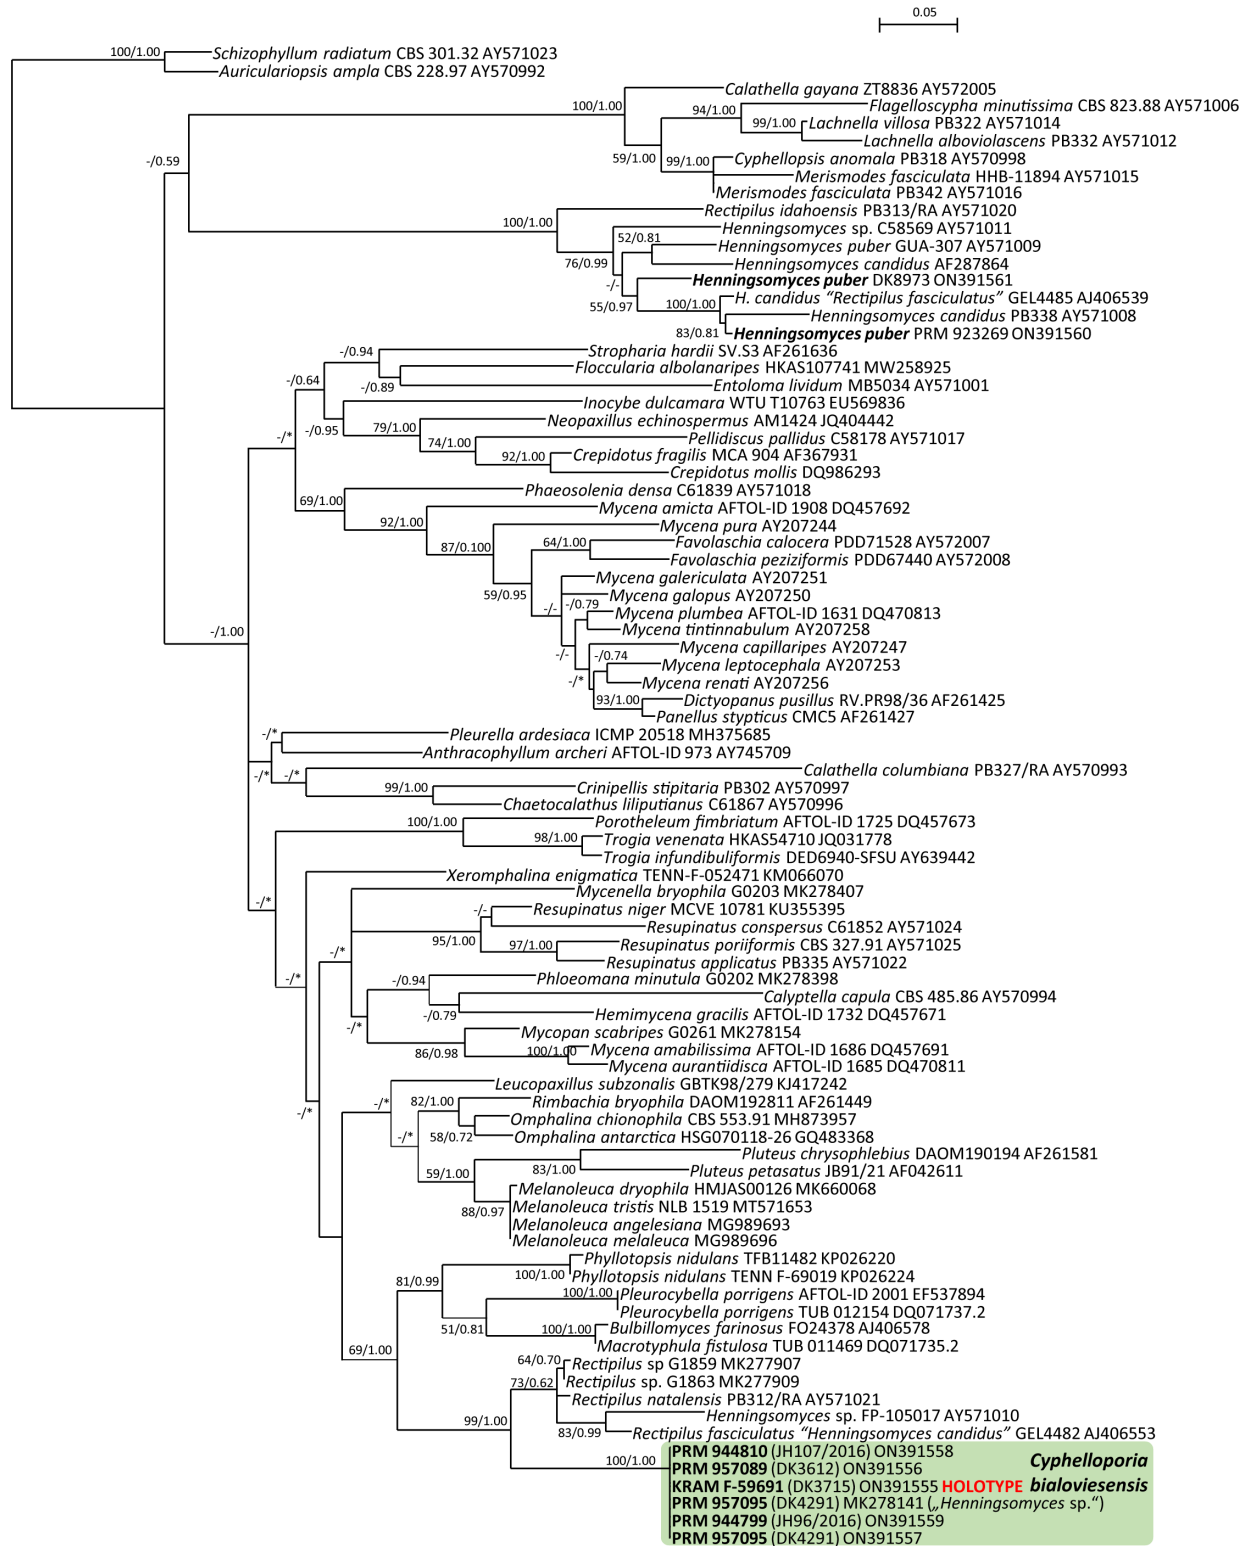 0.05
100/1.00
Schizophyllum radiatum CBS 301.32 AY571023
Auriculariopsis ampla CBS 228.97 AY570992
Calathella gayana ZT8836 AY572005
100/1.00
94/1.00
Flagelloscypha minutissima CBS 823.88 AY571006
99/1.00
Lachnella villosa PB322 AY571014
Lachnella alboviolascens PB332 AY571012
-/0.59
59/1.00
99/1.00
Cyphellopsis anomala PB318 AY570998
Merismodes fasciculata HHB-11894 AY571015
Merismodes fasciculata PB342 AY571016
Rectipilus idahoensis PB313/RA AY571020
100/1.00
Henningsomyces sp. C58569 AY571011
52/0.81
Henningsomyces puber GUA-307 AY571009
76/0.99
Henningsomyces candidus AF287864
-/-
Henningsomyces puber DK8973 ON391561
55/0.97
100/1.00
H. candidus "Rectipilus fasciculatus" GEL4485 AJ406539
Henningsomyces candidus PB338 AY571008
83/0.81
Henningsomyces puber PRM 923269 ON391560
-/0.94
Stropharia hardii SV.S3 AF261636
Floccularia albolanaripes HKAS107741 MW258925
-/0.64
-/0.89
Entoloma lividum MB5034 AY571001
Inocybe dulcamara WTU T10763 EU569836
-/0.95
79/1.00
Neopaxillus echinospermus AM1424 JQ404442
-/*
74/1.00
Pellidiscus pallidus C58178 AY571017
92/1.00
Crepidotus fragilis MCA 904 AF367931
Crepidotus mollis DQ986293
69/1.00
Phaeosolenia densa C61839 AY571018
92/1.00
Mycena amicta AFTOL-ID 1908 DQ457692
87/0.100
Mycena pura AY207244
64/1.00
Favolaschia calocera PDD71528 AY572007
Favolaschia peziziformis PDD67440 AY572008
59/0.95
Mycena galericulata AY207251
Mycena galopus AY207250
-/-
-/0.79
Mycena plumbea AFTOL-ID 1631 DQ470813
Mycena tintinnabulum AY207258
-/1.00
-/-
Mycena capillaripes AY207247
-/0.74
Mycena leptocephala AY207253
-/*
Mycena renati AY207256
93/1.00
Dictyopanus pusillus RV.PR98/36 AF261425
Panellus stypticus CMC5 AF261427
-/*
Pleurella ardesiaca ICMP 20518 MH375685
Anthracophyllum archeri AFTOL-ID 973 AY745709
-/*
-/*
Calathella columbiana PB327/RA AY570993
99/1.00
Crinipellis stipitaria PB302 AY570997
Chaetocalathus liliputianus C61867 AY570996
100/1.00
Porotheleum fimbriatum AFTOL-ID 1725 DQ457673
98/1.00
Trogia venenata HKAS54710 JQ031778
Trogia infundibuliformis DED6940-SFSU AY639442
-/*
Xeromphalina enigmatica TENN-F-052471 KM066070
Mycenella bryophila G0203 MK278407
-/-
Resupinatus niger MCVE 10781 KU355395
95/1.00
Resupinatus conspersus C61852 AY571024
97/1.00
Resupinatus poriiformis CBS 327.91 AY571025
-/*
Resupinatus applicatus PB335 AY571022
-/*
-/0.94
Phloeomana minutula G0202 MK278398
Calyptella capula CBS 485.86 AY570994
-/0.79
Hemimycena gracilis AFTOL-ID 1732 DQ457671
-/*
Mycopan scabripes G0261 MK278154
86/0.98
100/1.00
Mycena amabilissima AFTOL-ID 1686 DQ457691
Mycena aurantiidisca AFTOL-ID 1685 DQ470811
-/*
Leucopaxillus subzonalis GBTK98/279 KJ417242
-/*
82/1.00
Rimbachia bryophila DAOM192811 AF261449
Omphalina chionophila CBS 553.91 MH873957
-/*
58/0.72
Omphalina antarctica HSG070118-26 GQ483368
Pluteus chrysophlebius DAOM190194 AF261581
59/1.00
83/1.00
Pluteus petasatus JB91/21 AF042611
Melanoleuca dryophila HMJAS00126 MK660068
88/0.97
Melanoleuca tristis NLB 1519 MT571653
Melanoleuca angelesiana MG989693
Melanoleuca melaleuca MG989696
Phyllotopsis nidulans TFB11482 KP026220
100/1.00
Phyllotopsis nidulans TENN F-69019 KP026224
81/0.99
100/1.00
Pleurocybella porrigens AFTOL-ID 2001 EF537894
Pleurocybella porrigens TUB 012154 DQ071737.2
51/0.81
100/1.00
Bulbillomyces farinosus FO24378 AJ406578
Macrotyphula fistulosa TUB 011469 DQ071735.2
69/1.00
64/0.70
Rectipilus sp G1859 MK277907
73/0.62
Rectipilus sp. G1863 MK277909
Rectipilus natalensis PB312/RA AY571021
99/1.00
Henningsomyces sp. FP-105017 AY571010
83/0.99
Rectipilus fasciculatus "Henningsomyces candidus" GEL4482 AJ406553
100/1.00
PRM 944810 (JH107/2016) ON391558
PRM 957089 (DK3612) ON391556
KRAM F-59691 (DK3715) ON391555 HOLOTYPE
PRM 957095 (DK4291) MK278141 („Henningsomyces sp.“)
PRM 944799 (JH96/2016) ON391559
PRM 957095 (DK4291) ON391557
Cyphelloporia
bialoviesensis